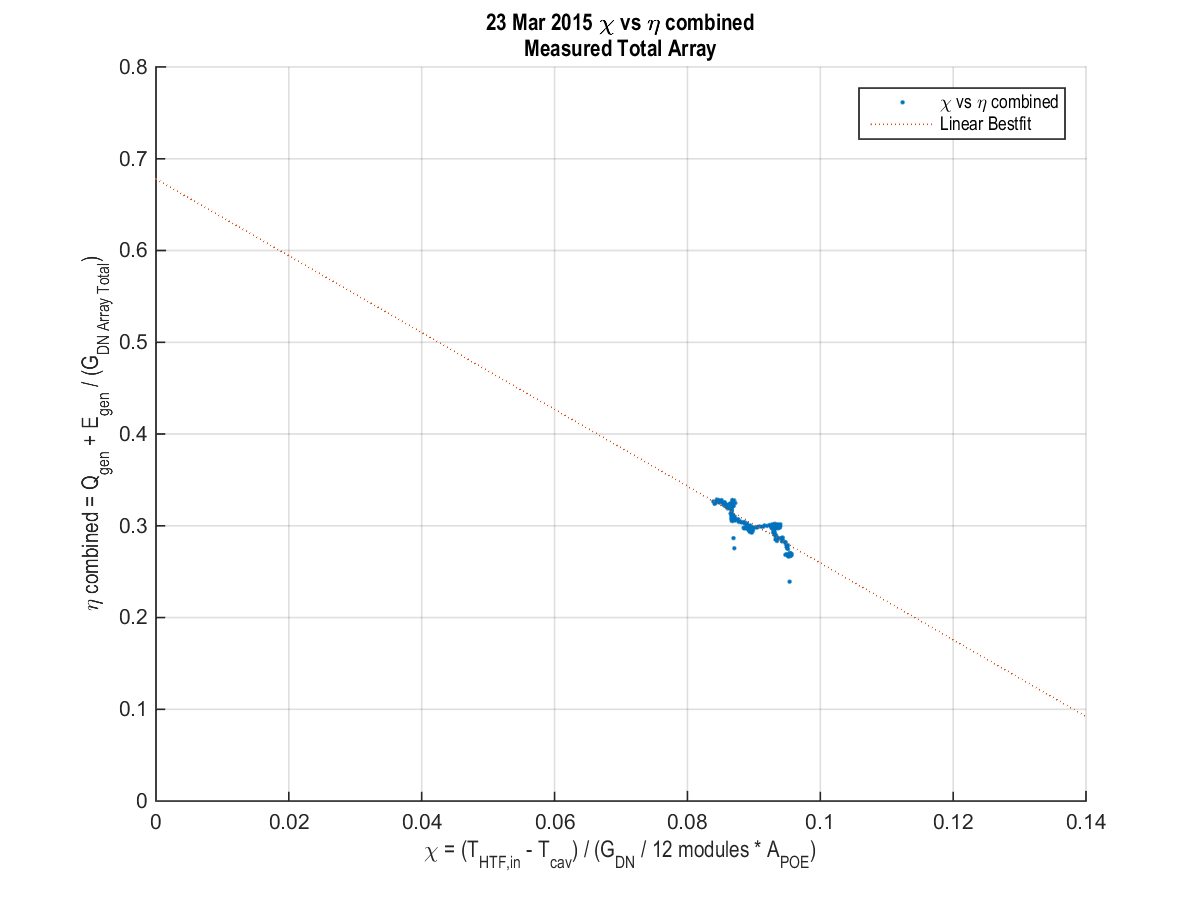 23 Mar 2015 χ vs η combined
Measured Total Array
χ vs η combined
Linear Bestfit
0.8
0.7
0.6
0.5
0.4
0.3
0.2
0.1
0
η combined = Q_gen + E_gen / (G_DN Array Total)
0 0.02 0.04 0.06 0.08 0.1 0.12 0.14
χ = (T_HTF,in - T_cav) / (G_DN / 12 modules * A_POE)